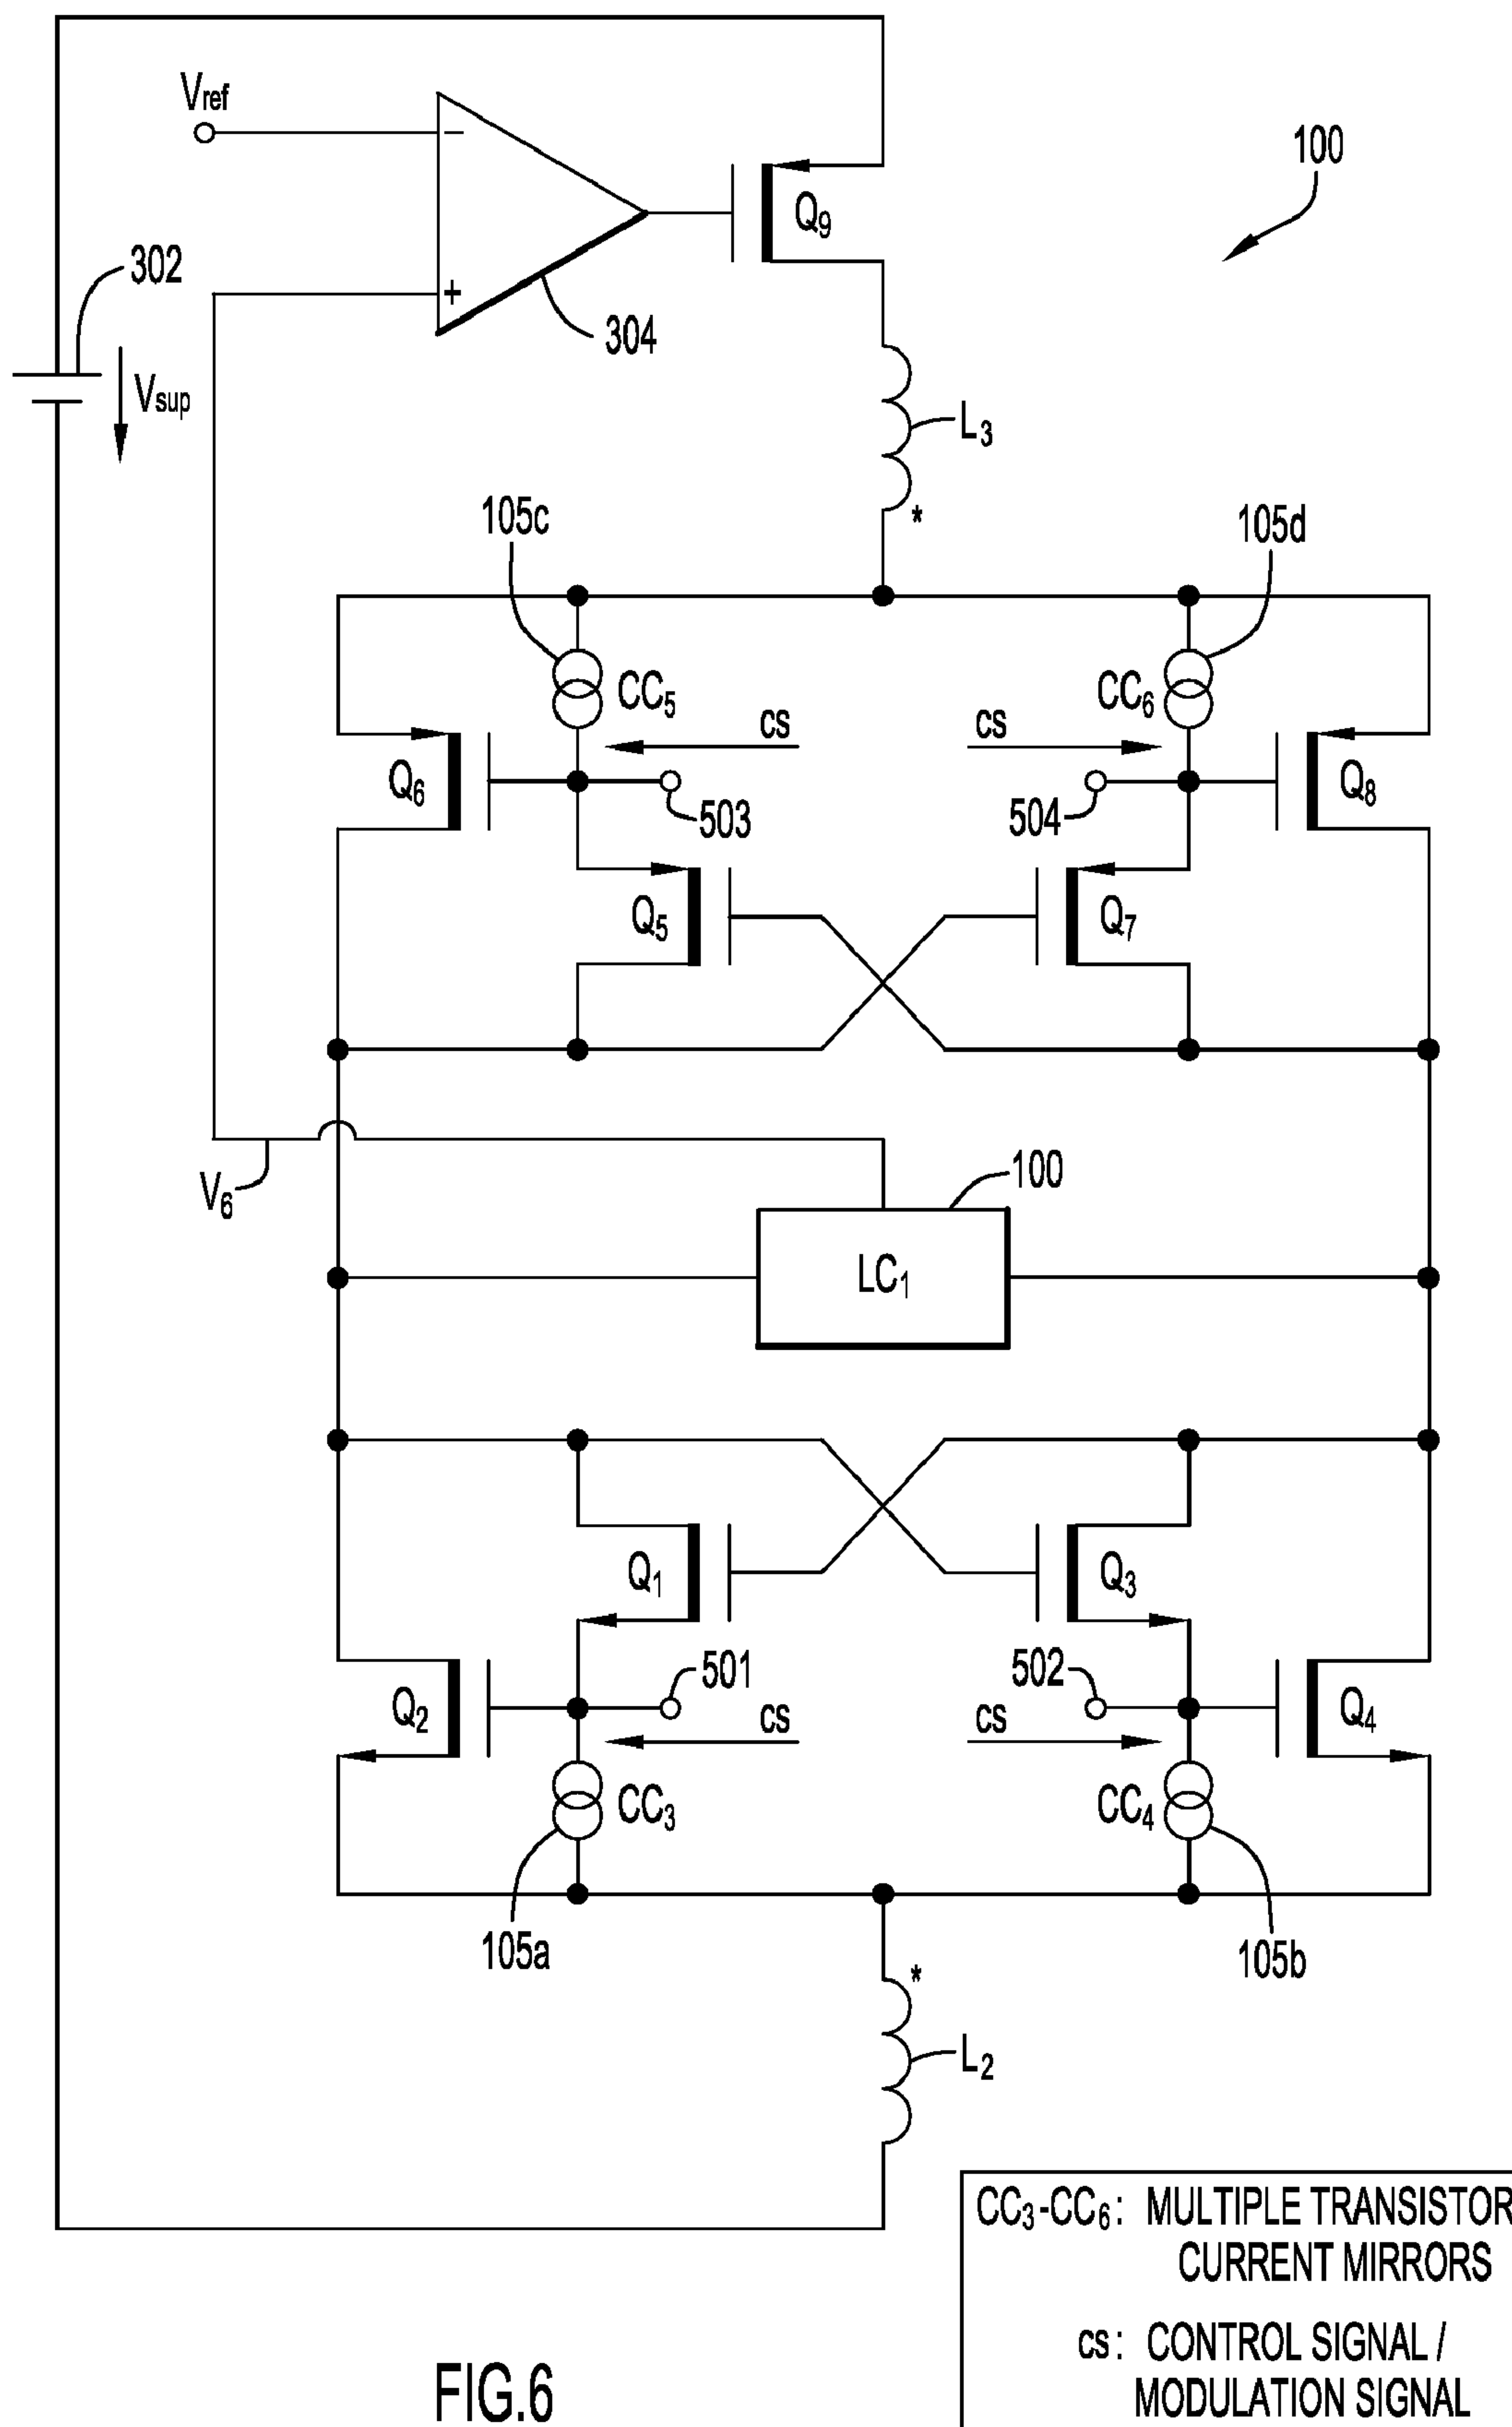 Vref
−
+
Q9
100
302
304
Vsup
L3
*
105c
105d
CC5
CC6
cs
cs
Q6
Q8
503
504
Q5
Q7
V6
100
LC1
Q1
Q3
501
502
Q2
Q4
cs
cs
CC3
CC4
105a
105b
*
L2
CC3-CC6: MULTIPLE TRANSISTOR
CURRENT MIRRORS
cs: CONTROL SIGNAL /
MODULATION SIGNAL
FIG.6